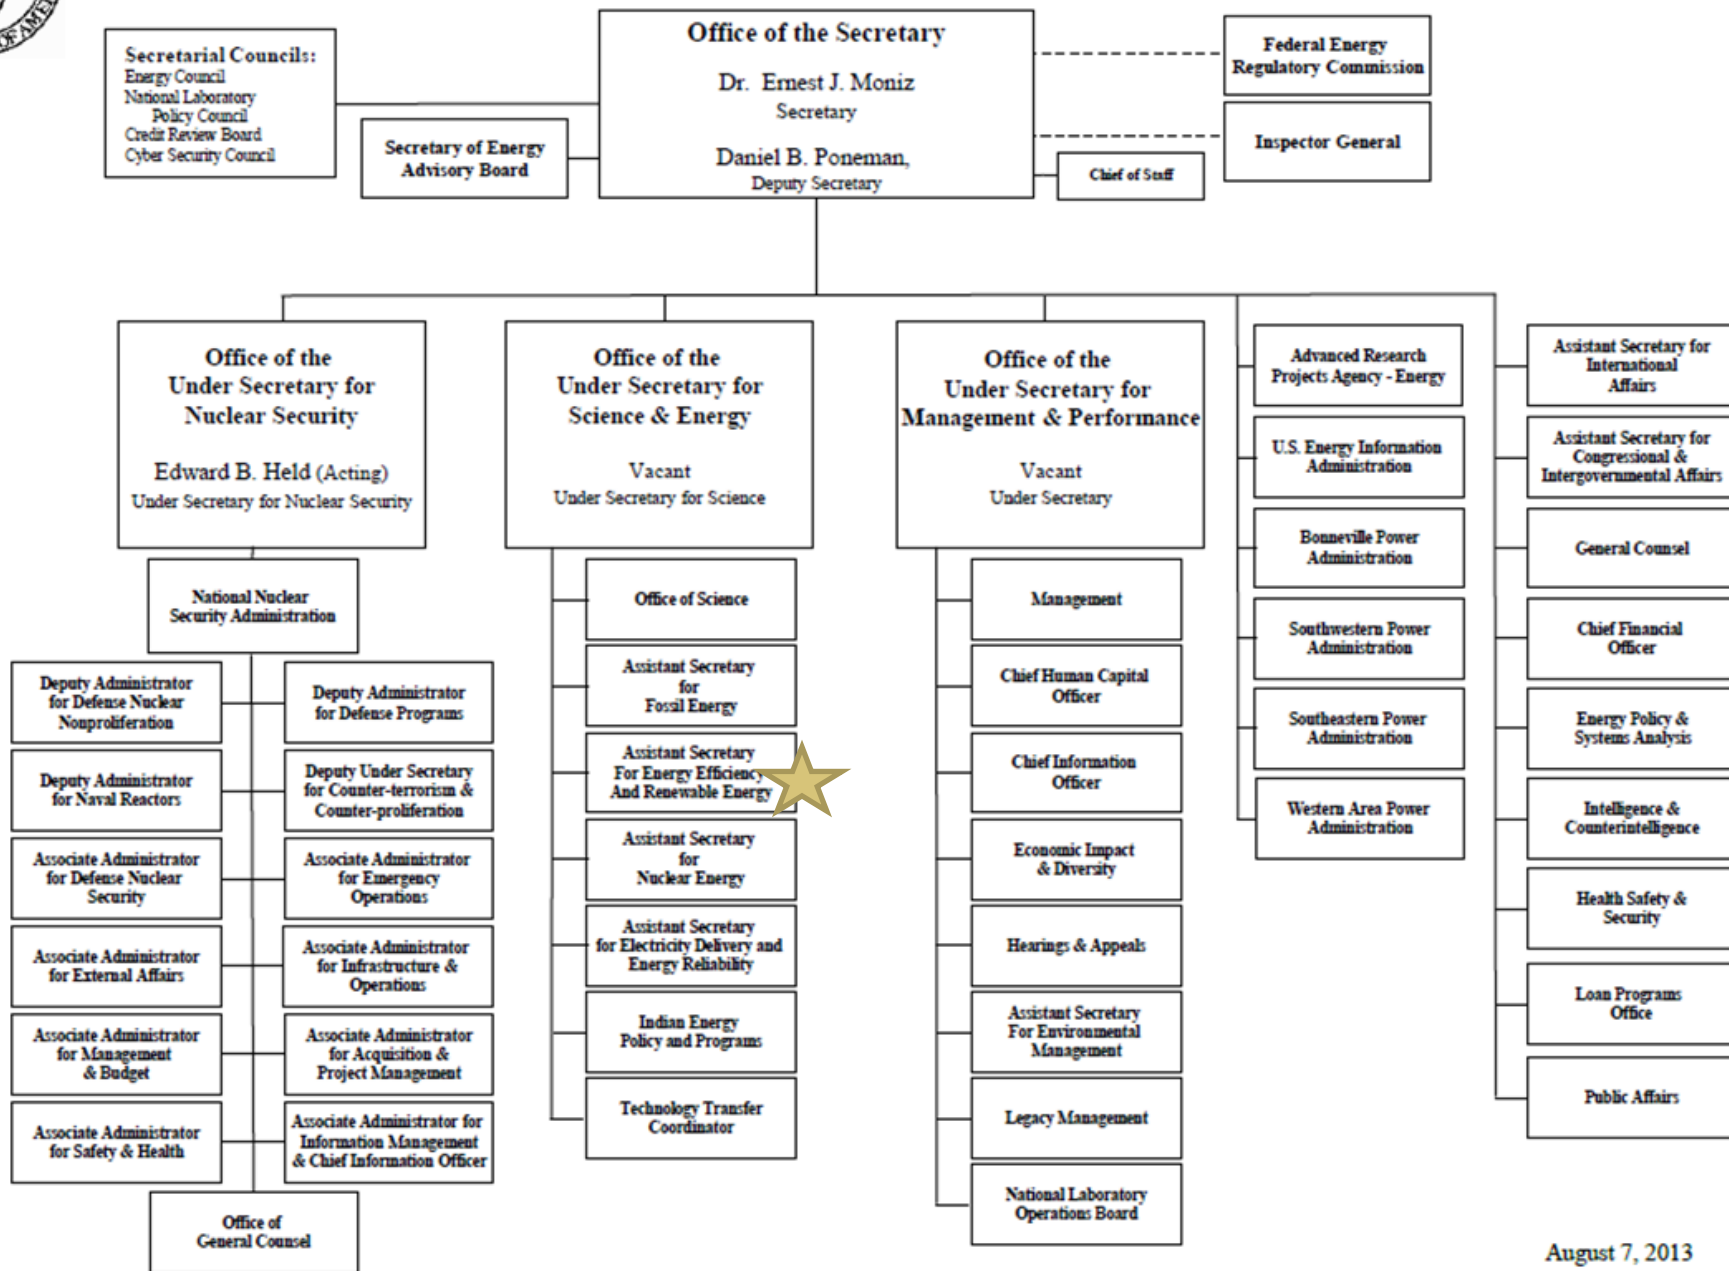 OF AME
Secretarial Councils:
Energy Council
National Laboratory
Policy Council
Credit Review Board
Cyber Security Council
Secretary of Energy
Advisory Board
Office of the Secretary
Dr. Ernest J. Moniz
Secretary
Daniel B. Poneman,
Deputy Secretary
Federal Energy
Regulatory Commission
Inspector General
Chief of Staff
Office of the
Under Secretary for
Nuclear Security
Edward B. Held (Acting)
Under Secretary for Nuclear Security
National Nuclear
Security Administration
Deputy Administrator
for Defense Nuclear
Nonproliferation
Deputy Administrator
for Defense Programs
Deputy Administrator
for Naval Reactors
Deputy Under Secretary
for Counter-terrorism &
Counter-proliferation
Associate Administrator
for Defense Nuclear
Security
Associate Administrator
for Emergency
Operations
Associate Administrator
for External Affairs
Associate Administrator
for Infrastructure &
Operations
Associate Administrator
for Management
& Budget
Associate Administrator
for Acquisition &
Project Management
Associate Administrator
for Safety & Health
Associate Administrator for
Information Management
& Chief Information Officer
Office of
General Counsel
Office of the
Under Secretary for
Science & Energy
Vacant
Under Secretary for Science
Office of Science
Assistant Secretary
for
Fossil Energy
Assistant Secretary
For Energy Efficiency
And Renewable Energy
Assistant Secretary
for
Nuclear Energy
Assistant Secretary
for Electricity Delivery and
Energy Reliability
Indian Energy
Policy and Programs
Technology Transfer
Coordinator
Office of the
Under Secretary for
Management & Performance
Vacant
Under Secretary
Management
Chief Human Capital
Officer
Chief Information
Officer
Economic Impact
& Diversity
Hearings & Appeals
Assistant Secretary
For Environmental
Management
Legacy Management
National Laboratory
Operations Board
Advanced Research
Projects Agency - Energy
U.S. Energy Information
Administration
Bonneville Power
Administration
Southwestern Power
Administration
Southeastern Power
Administration
Western Area Power
Administration
Assistant Secretary for
International
Affairs
Assistant Secretary for
Congressional &
Intergovernmental Affairs
General Counsel
Chief Financial
Officer
Energy Policy &
Systems Analysis
Intelligence &
Counterintelligence
Health Safety &
Security
Loan Programs
Office
Public Affairs
August 7, 2013